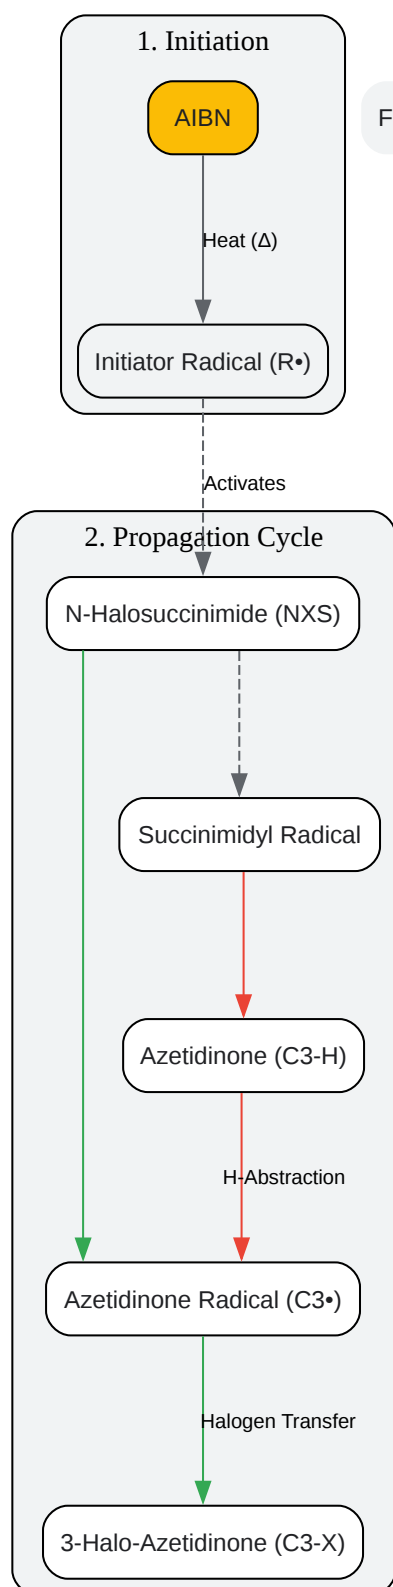 1. Initiation
AIBN
F
Heat (Δ)
Initiator Radical (R•)
Activates
2. Propagation Cycle
N-Halosuccinimide (NXS)
Succinimidyl Radical
Azetidinone (C3-H)
H-Abstraction
Azetidinone Radical (C3•)
Halogen Transfer
3-Halo-Azetidinone (C3-X)